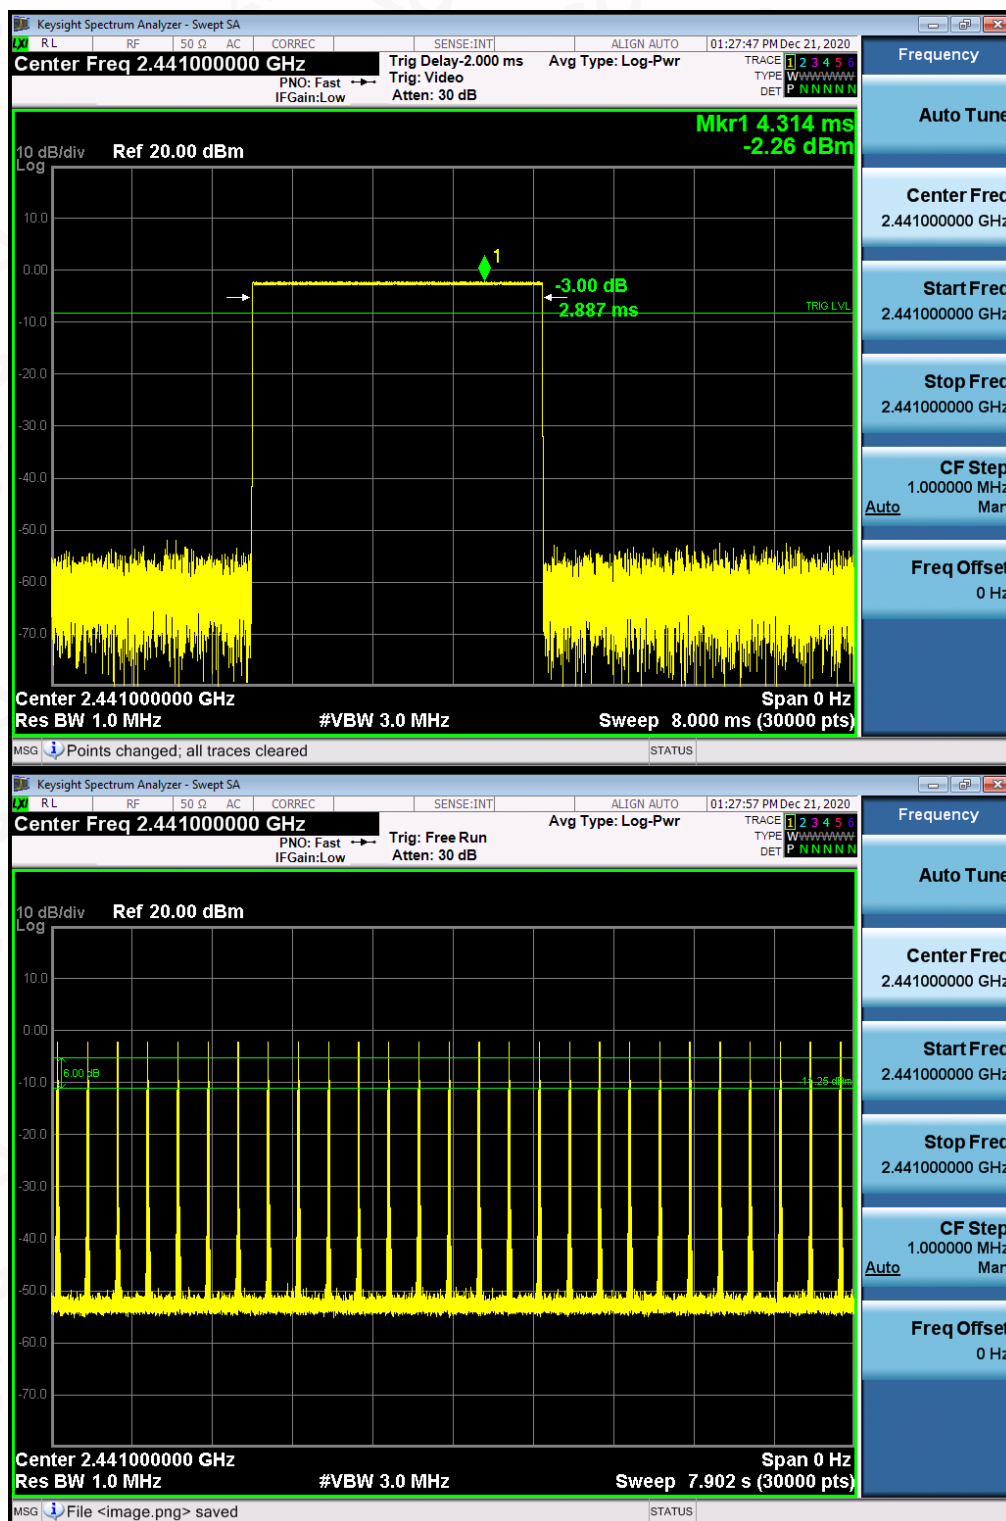 Keysight Spectrum Analyzer - Swept SA
LXI RL RF 50 Ω AC CORREC SENSE:INT ALIGN AUTO 01:27:47 PM Dec 21, 2020
Center Freq 2.441000000 GHz
PNO: Fast
IFGain:Low
Trig Delay-2.000 ms
Trig: Video
Atten: 30 dB
Avg Type: Log-Pwr
TRACE 1 2 3 4 5 6
TYPE WWWWWWW
DET P N N N N N
Mkr1 4.314 ms
-2.26 dBm
10 dB/div
Log
Ref 20.00 dBm
10.0
0.00
-10.0
-20.0
-30.0
-40.0
-50.0
-60.0
-70.0
1
-3.00 dB
2.887 ms
TRIG LVL
Center 2.441000000 GHz
Span 0 Hz
Res BW 1.0 MHz
#VBW 3.0 MHz
Sweep 8.000 ms (30000 pts)
MSG Points changed; all traces cleared
STATUS
Frequency
Auto Tune
Center Freq
2.441000000 GHz
Start Freq
2.441000000 GHz
Stop Freq
2.441000000 GHz
CF Step
1.000000 MHz
Auto Man
Freq Offset
0 Hz
Keysight Spectrum Analyzer - Swept SA
LXI RL RF 50 Ω AC CORREC SENSE:INT ALIGN AUTO 01:27:57 PM Dec 21, 2020
Center Freq 2.441000000 GHz
PNO: Fast
IFGain:Low
Trig: Free Run
Atten: 30 dB
Avg Type: Log-Pwr
TRACE 1 2 3 4 5 6
TYPE WWWWWWW
DET P N N N N N
10 dB/div
Log
Ref 20.00 dBm
10.0
0.00
-10.0
-20.0
-30.0
-40.0
-50.0
-60.0
-70.0
6.00 dB
-11.25 dBm
Center 2.441000000 GHz
Span 0 Hz
Res BW 1.0 MHz
#VBW 3.0 MHz
Sweep 7.902 s (30000 pts)
MSG File <image.png> saved
STATUS
Frequency
Auto Tune
Center Freq
2.441000000 GHz
Start Freq
2.441000000 GHz
Stop Freq
2.441000000 GHz
CF Step
1.000000 MHz
Auto Man
Freq Offset
0 Hz